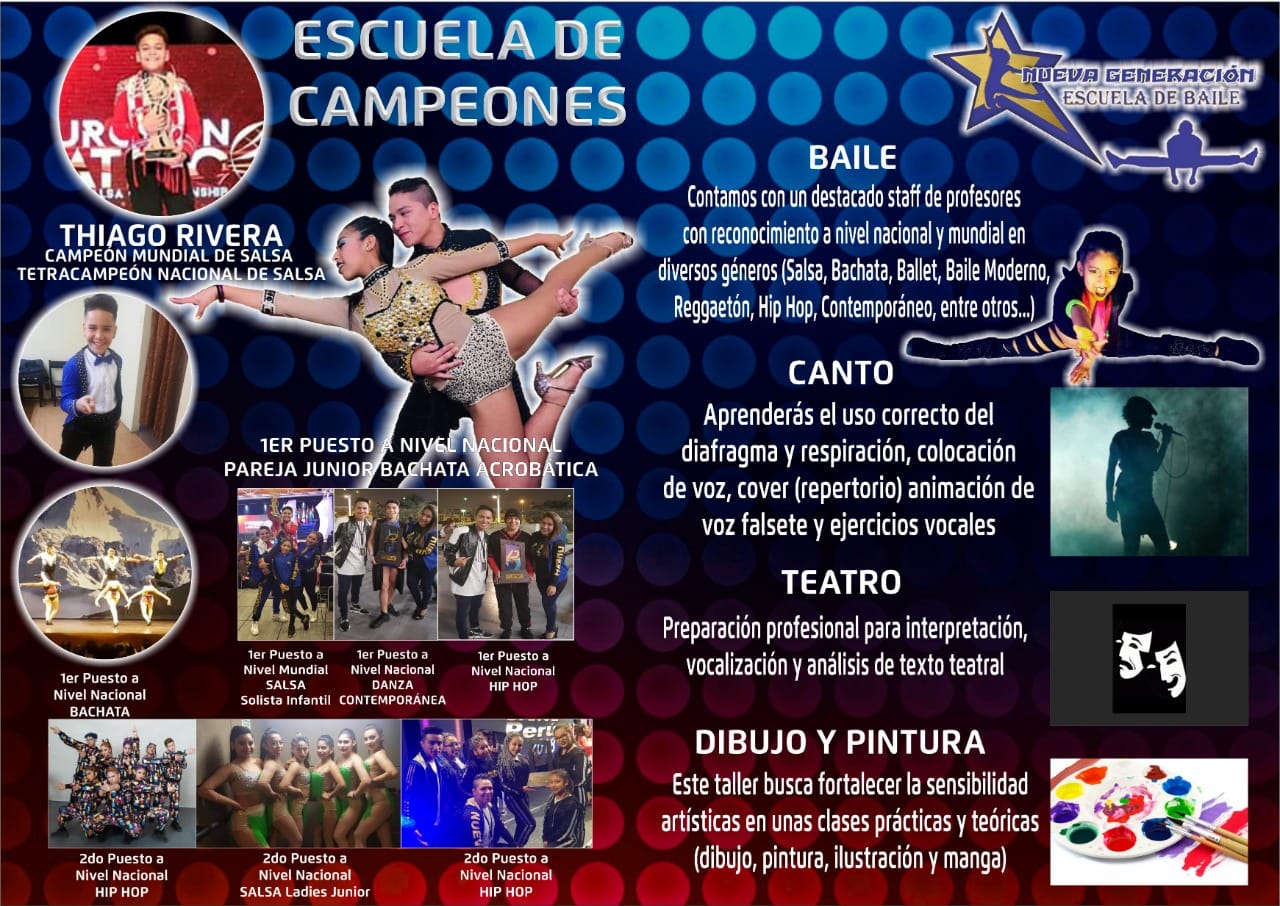 ESCUELA DE
CAMPEONES
NUEVA GENERACIÓN
ESCUELA DE BAILE
THIAGO RIVERA
CAMPEÓN MUNDIAL DE SALSA
TETRACAMPEÓN NACIONAL DE SALSA
1ER PUESTO A NIVEL NACIONAL
PAREJA JUNIOR BACHATA ACROBÁTICA
1er Puesto a
Nivel Nacional
BACHATA
1er Puesto a
Nivel Mundial
SALSA
Solista Infantil
1er Puesto a
Nivel Nacional
DANZA
CONTEMPORÁNEA
1er Puesto a
Nivel Nacional
HIP HOP
Perú
2do Puesto a
Nivel Nacional
HIP HOP
2do Puesto a
Nivel Nacional
SALSA Ladies Junior
2do Puesto a
Nivel Nacional
HIP HOP
BAILE
Contamos con un destacado staff de profesores
con reconocimiento a nivel nacional y mundial en
diversos géneros (Salsa, Bachata, Ballet, Baile Moderno,
Reggaetón, Hip Hop, Contemporáneo, entre otros...)
CANTO
Aprenderás el uso correcto del
diafragma y respiración, colocación
de voz, cover (repertorio) animación de
voz falsete y ejercicios vocales
TEATRO
Preparación profesional para interpretación,
vocalización y análisis de texto teatral
DIBUJO Y PINTURA
Este taller busca fortalecer la sensibilidad
artísticas en unas clases prácticas y teóricas
(dibujo, pintura, ilustración y manga)